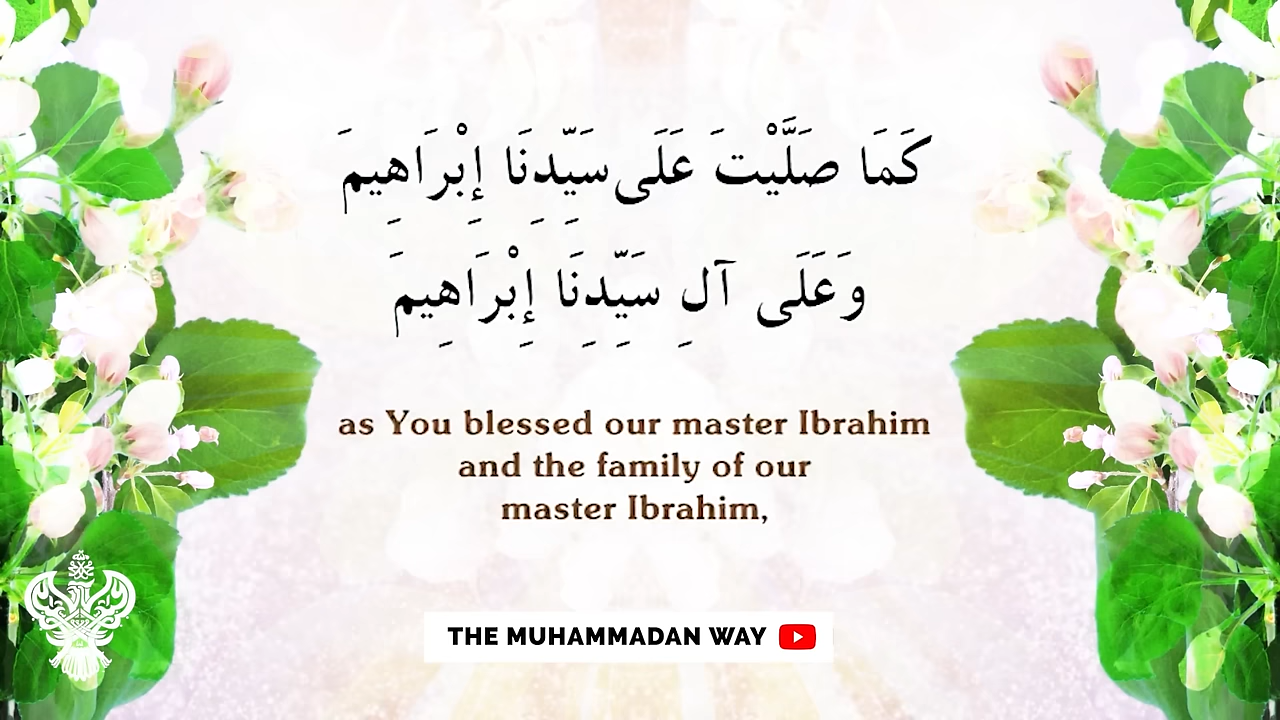 كَمَا صَلَّيْتَ عَلَى سَيِّدِنَا إِبْرَاهِيمَ
وَعَلَى آلِ سَيِّدِنَا إِبْرَاهِيمَ
as You blessed our master Ibrahim
and the family of our
master Ibrahim,
THE MUHAMMADAN WAY